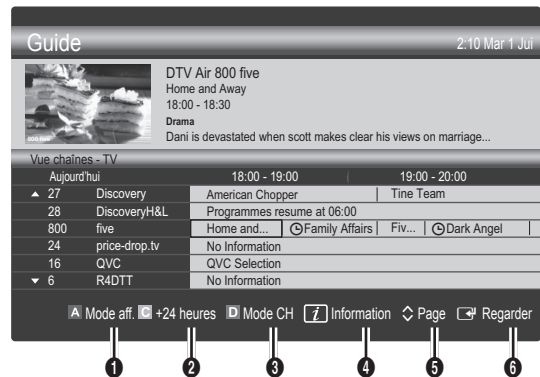 Guide 2:10 Mar 1 Jui
DTV Air 800 five
Home and Away
18:00 - 18:30
Drama
Dani is devastated when scott makes clear his views on marriage...
800 five
Vue chaînes - TV
Aujourd'hui 18:00 - 19:00 19:00 - 20:00
▲ 27 Discovery American Chopper Tine Team
28 DiscoveryH&L Programmes resume at 06:00
800 five Home and... Family Affairs Fiv... Dark Angel
24 price-drop.tv No Information
16 QVC QVC Selection
▼ 6 R4DTT No Information
A Mode aff. C +24 heures D Mode CH i Information Page Regarder
1 2 3 4 5 6